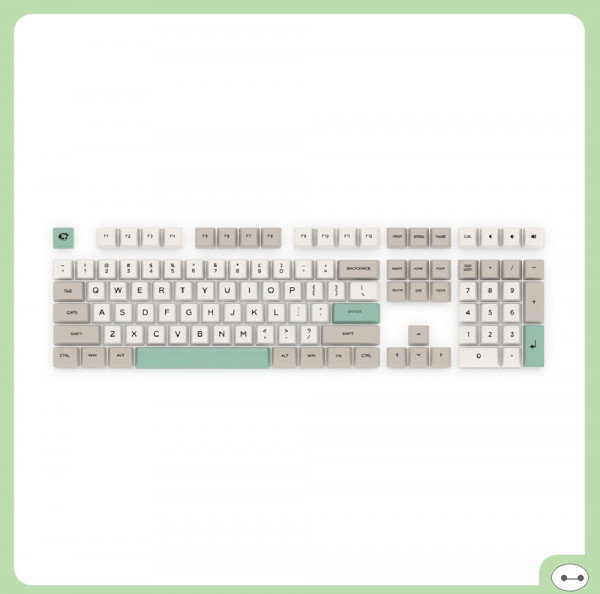 F1 F2 F3 F4 F5 F6 F7 F8 F9 F10 F11 F12 PRINT SCROLL PAUSE CAL
1 2 3 4 5 6 7 8 9 0 BACKSPACE INSERT HOME PGUP NUM LOCK * / −
TAB Q W E R T Y U I O P DELETE END PGDN 7 8 9 +
CAPS A S D F G H J K L ENTER 4 5 6
SHIFT Z X C V B N M SHIFT 1 2 3
CTRL WIN ALT ALT WIN FN CTRL 0 .